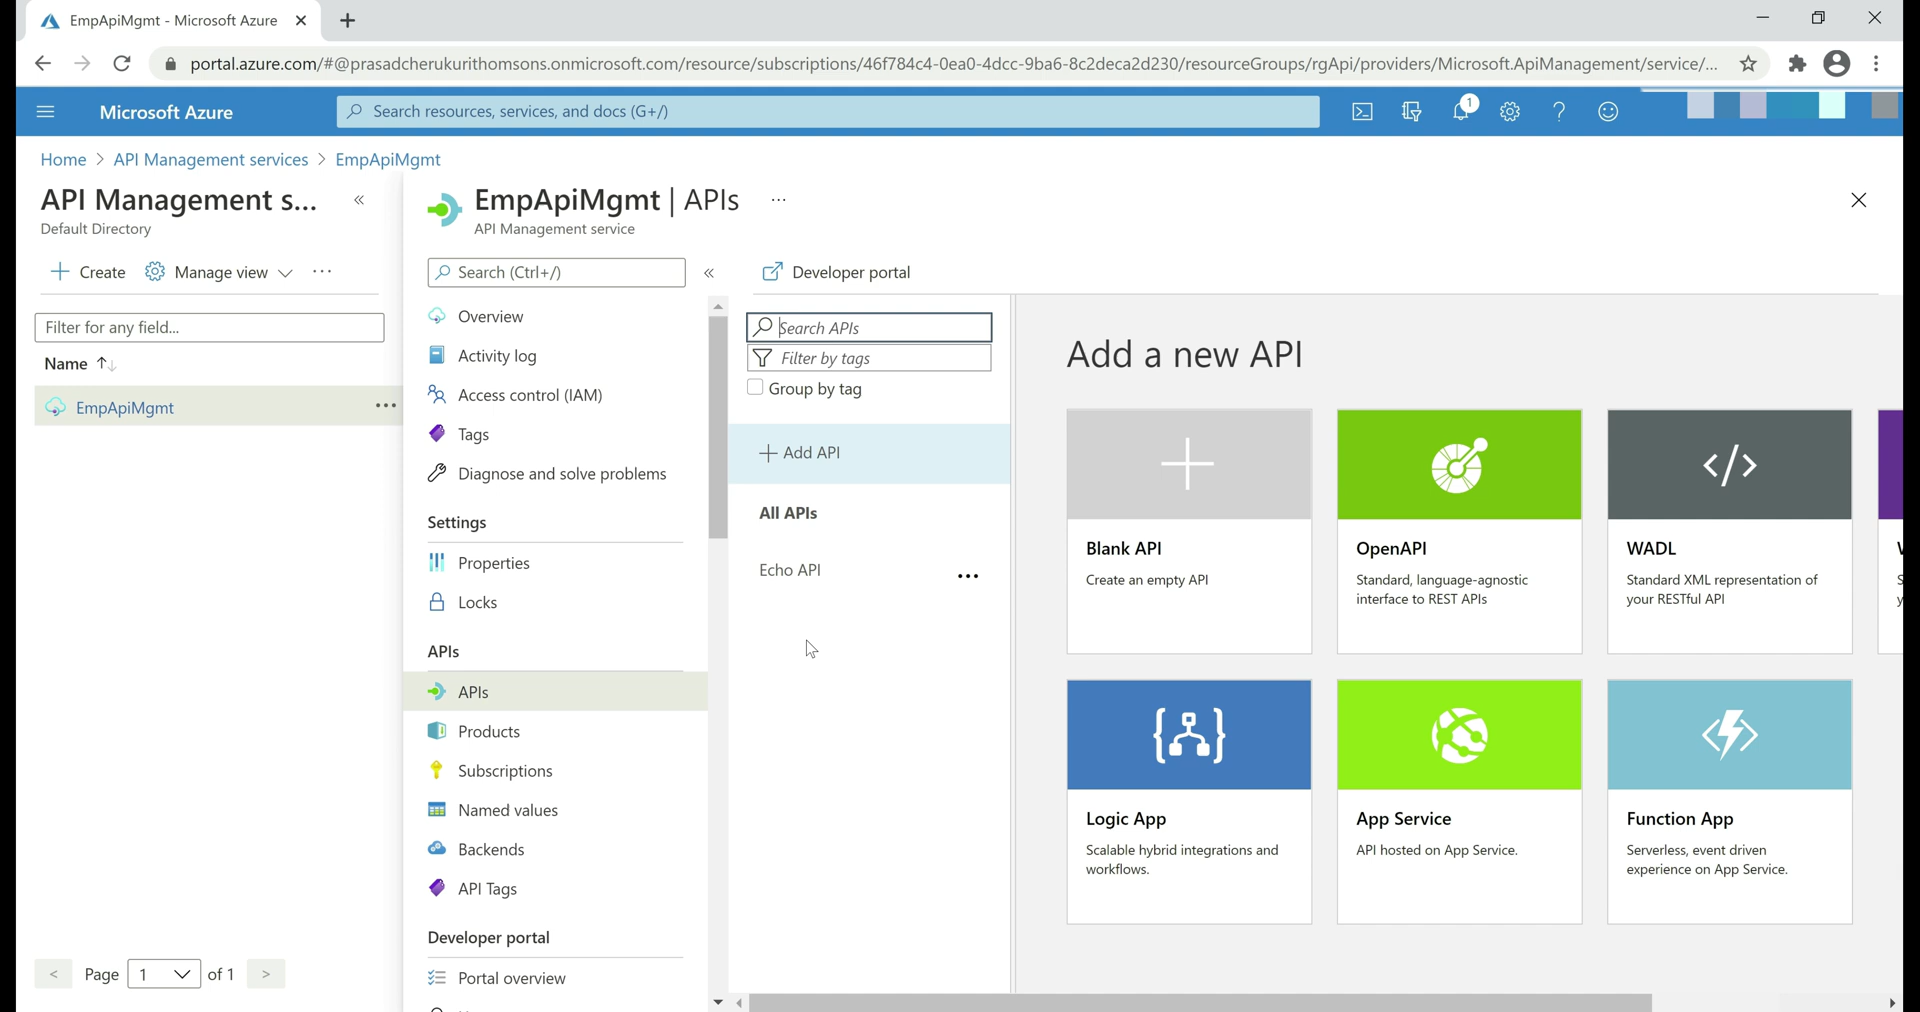 EmpApiMgmt - Microsoft Azure
portal.azure.com/#@prasadcherukurithomsons.onmicrosoft.com/resource/subscriptions/46f784c4-0ea0-4dcc-9ba6-8c2deca2d230/resourceGroups/rgApi/providers/Microsoft.ApiManagement/service/...
Microsoft Azure
Search resources, services, and docs (G+/)
1
Home > API Management services > EmpApiMgmt
API Management s...
Default Directory
Create
Manage view
Filter for any field...
Name
EmpApiMgmt
Page 1 of 1
EmpApiMgmt | APIs
API Management service
Search (Ctrl+/)
Overview
Activity log
Access control (IAM)
Tags
Diagnose and solve problems
Settings
Properties
Locks
APIs
APIs
Products
Subscriptions
Named values
Backends
API Tags
Developer portal
Portal overview
Developer portal
Search APIs
Filter by tags
Group by tag
Add API
All APIs
Echo API
Add a new API
Blank API
Create an empty API
OpenAPI
Standard, language-agnostic
interface to REST APIs
WADL
Standard XML representation of
your RESTful API
Logic App
Scalable hybrid integrations and
workflows.
App Service
API hosted on App Service.
Function App
Serverless, event driven
experience on App Service.